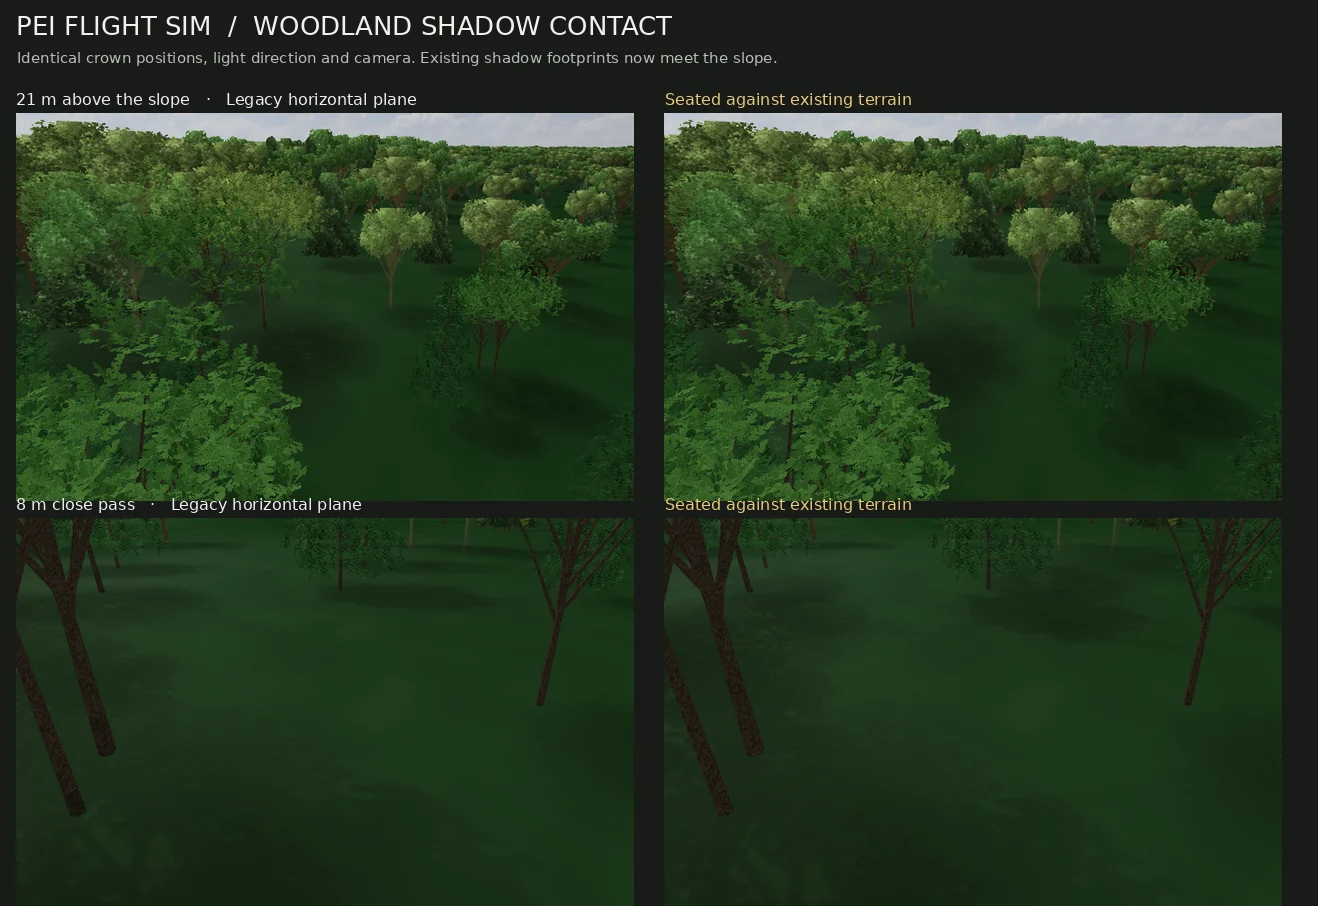 PEI FLIGHT SIM / WOODLAND SHADOW CONTACT
Identical crown positions, light direction and camera. Existing shadow footprints now meet the slope.
21 m above the slope · Legacy horizontal plane
Seated against existing terrain
8 m close pass · Legacy horizontal plane
Seated against existing terrain